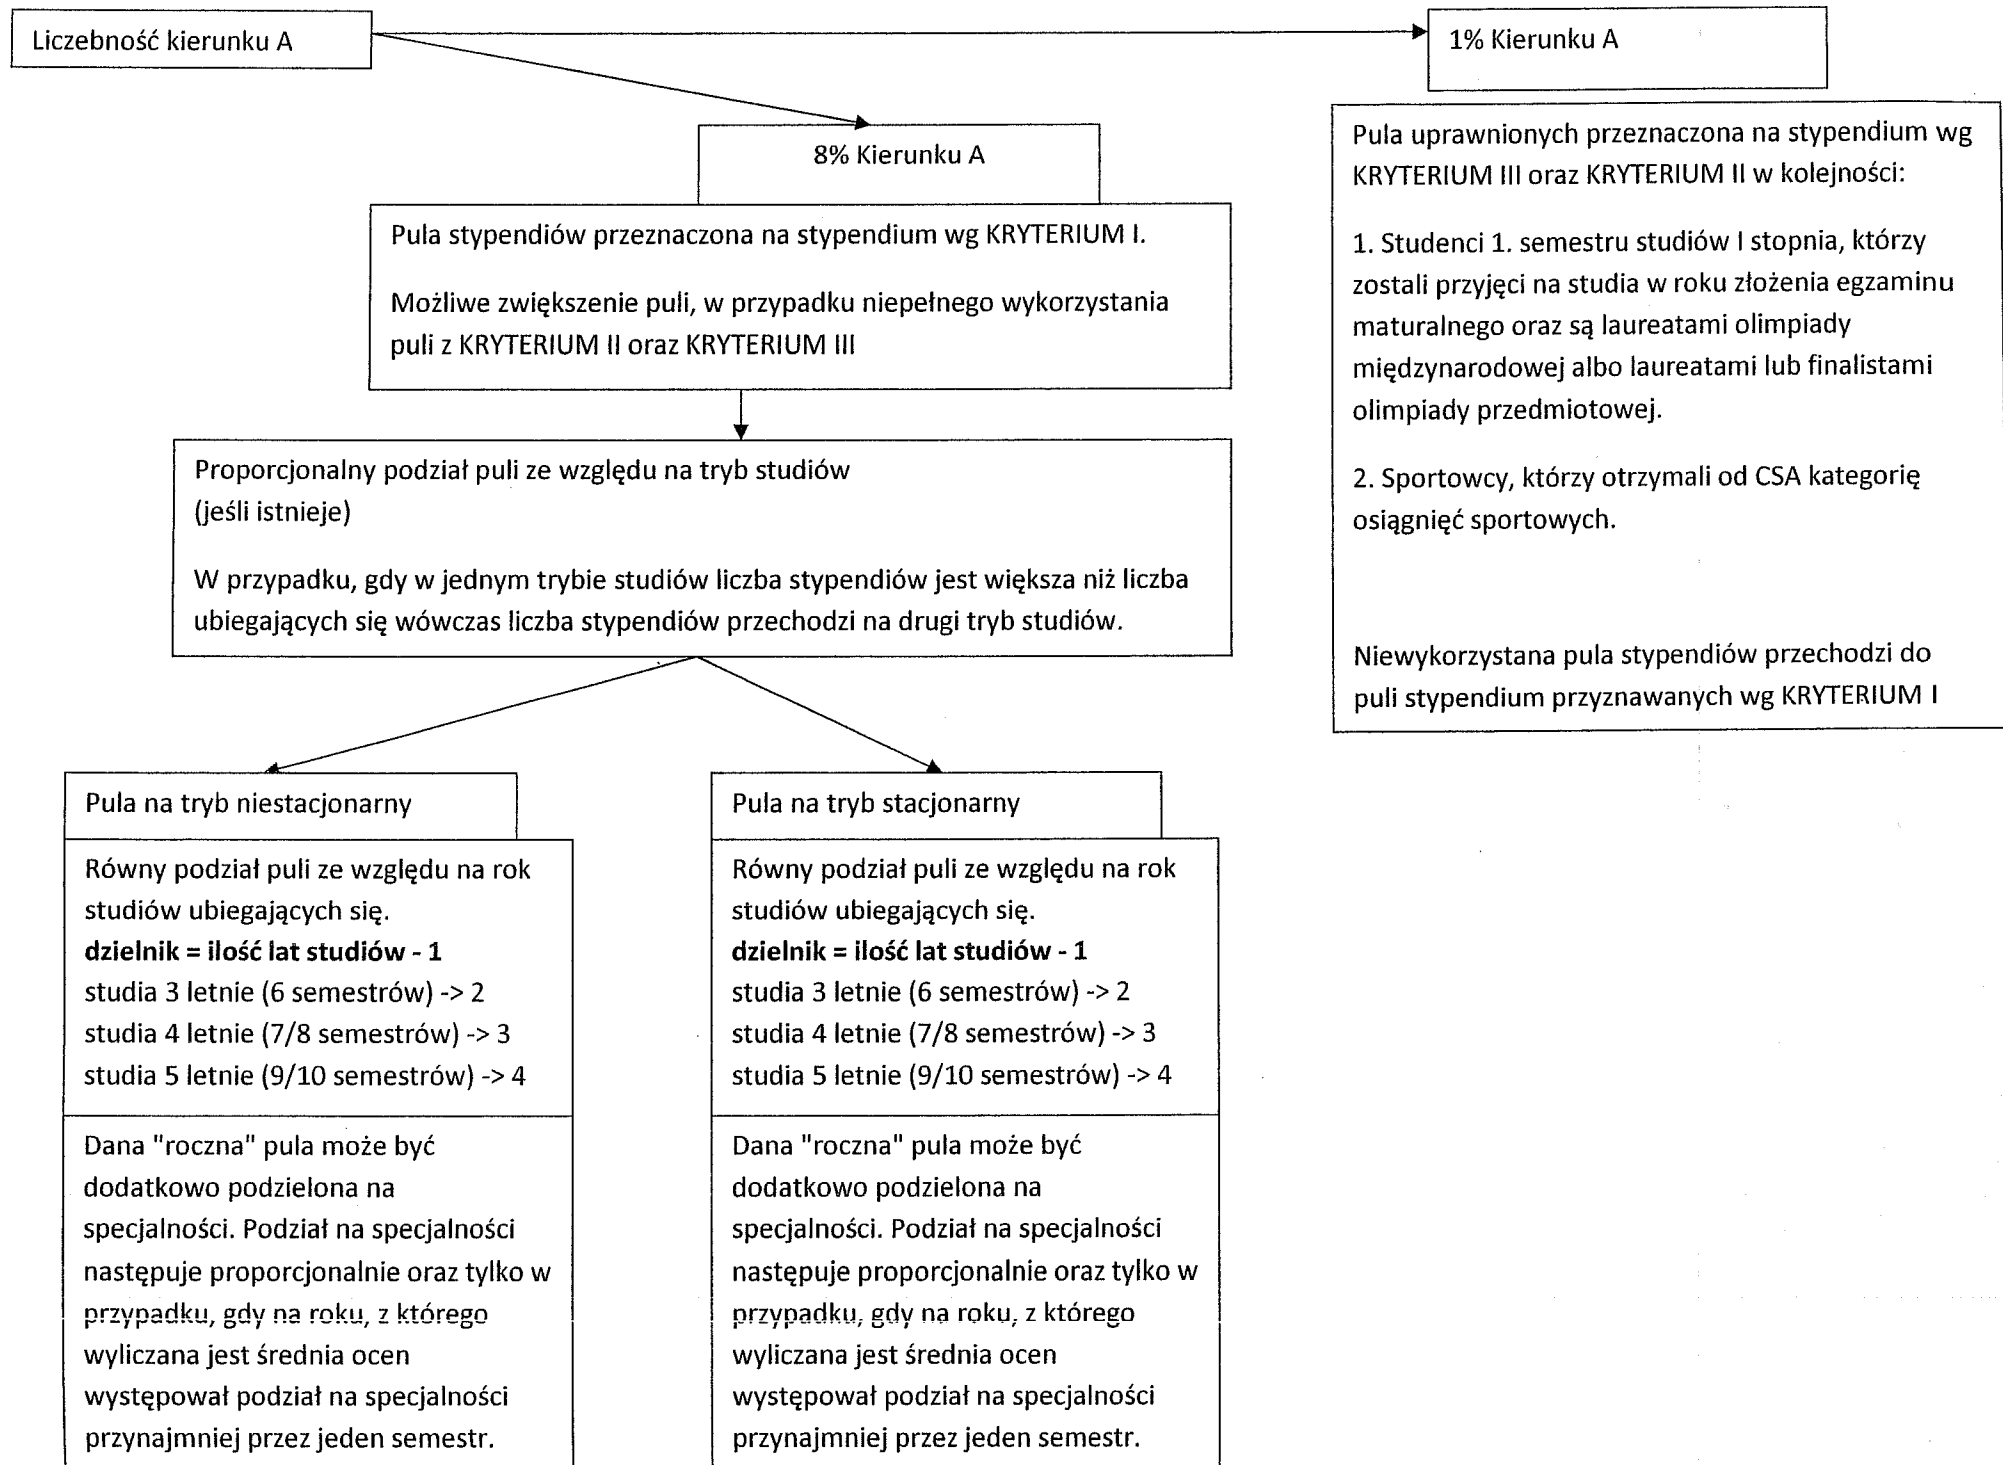 Liczebność kierunku A
1% Kierunku A
8% Kierunku A
Pula stypendiów przeznaczona na stypendium wg KRYTERIUM I.
Możliwe zwiększenie puli, w przypadku niepełnego wykorzystania
puli z KRYTERIUM II oraz KRYTERIUM III
Pula uprawnionych przeznaczona na stypendium wg
KRYTERIUM III oraz KRYTERIUM II w kolejności:
1. Studenci 1. semestru studiów I stopnia, którzy
zostali przyjęci na studia w roku złożenia egzaminu
maturalnego oraz są laureatami olimpiady
międzynarodowej albo laureatami lub finalistami
olimpiady przedmiotowej.
2. Sportowcy, którzy otrzymali od CSA kategorię
osiągnięć sportowych.
Niewykorzystana pula stypendiów przechodzi do
puli stypendium przyznawanych wg KRYTERIUM I
Proporcjonalny podział puli ze względu na tryb studiów
(jeśli istnieje)
W przypadku, gdy w jednym trybie studiów liczba stypendiów jest większa niż liczba
ubiegających się wówczas liczba stypendiów przechodzi na drugi tryb studiów.
Pula na tryb niestacjonarny
Równy podział puli ze względu na rok
studiów ubiegających się.
dzielnik = ilość lat studiów - 1
studia 3 letnie (6 semestrów) -> 2
studia 4 letnie (7/8 semestrów) -> 3
studia 5 letnie (9/10 semestrów) -> 4
Dana "roczna" pula może być
dodatkowo podzielona na
specjalności. Podział na specjalności
następuje proporcjonalnie oraz tylko w
przypadku, gdy na roku, z którego
wyliczana jest średnia ocen
występował podział na specjalności
przynajmniej przez jeden semestr.
Pula na tryb stacjonarny
Równy podział puli ze względu na rok
studiów ubiegających się.
dzielnik = ilość lat studiów - 1
studia 3 letnie (6 semestrów) -> 2
studia 4 letnie (7/8 semestrów) -> 3
studia 5 letnie (9/10 semestrów) -> 4
Dana "roczna" pula może być
dodatkowo podzielona na
specjalności. Podział na specjalności
następuje proporcjonalnie oraz tylko w
przypadku, gdy na roku, z którego
wyliczana jest średnia ocen
występował podział na specjalności
przynajmniej przez jeden semestr.